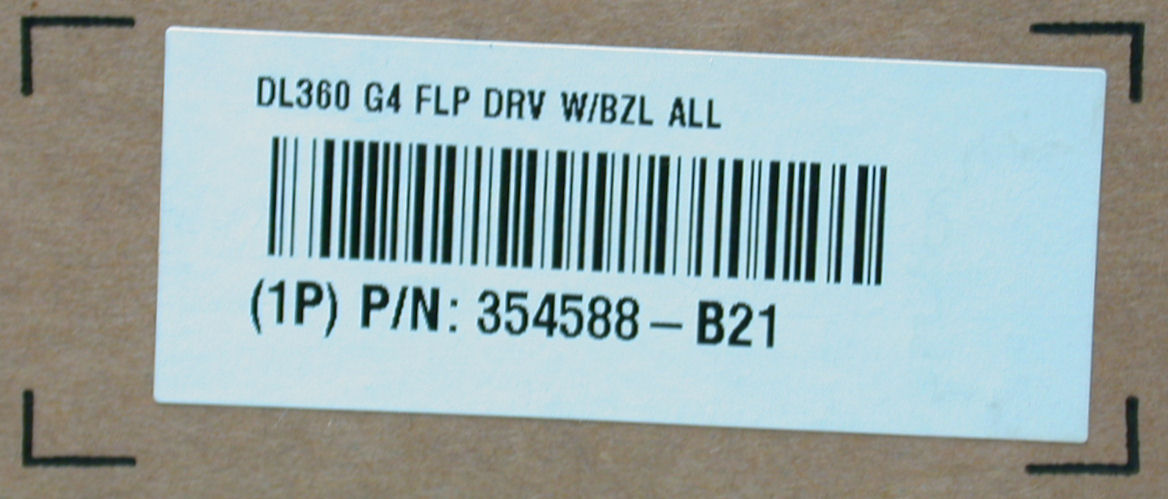 DL360 G4 FLP DRV W/BZL ALL
(1P) P/N: 354588-B21